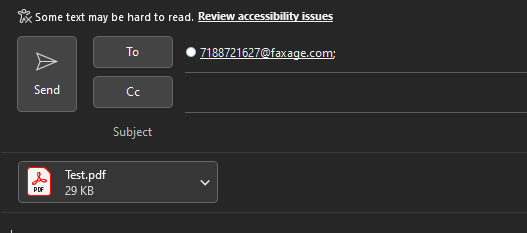 Some text may be hard to read. Review accessibility issues
Send
To
7188721627@faxage.com;
Cc
Subject
Test.pdf
29 KB
PDF